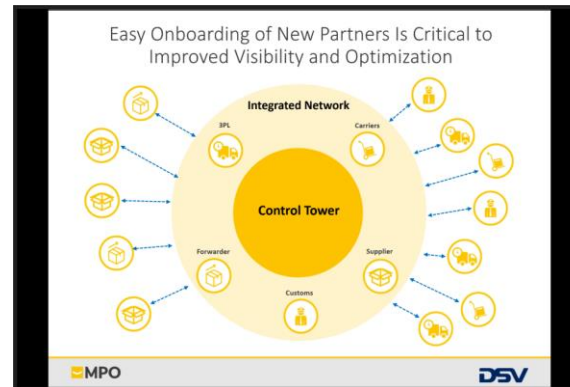 Easy Onboarding of New Partners Is Critical to
Improved Visibility and Optimization
Integrated Network
3PL
Carriers
Control Tower
Forwarder
Supplier
Customs
MPO
DSV